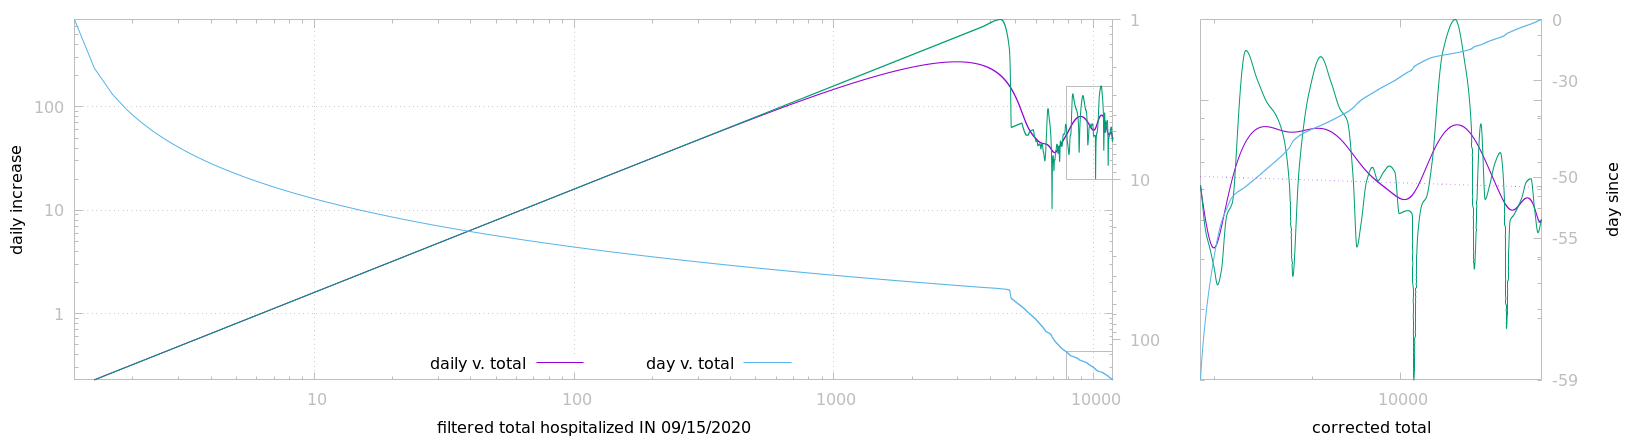 daily increase
100
10
1
10
100
1000
10000
1
10
100
daily v. total
day v. total
filtered total hospitalized IN 09/15/2020
0
-30
-50
-55
-59
day since
10000
corrected total